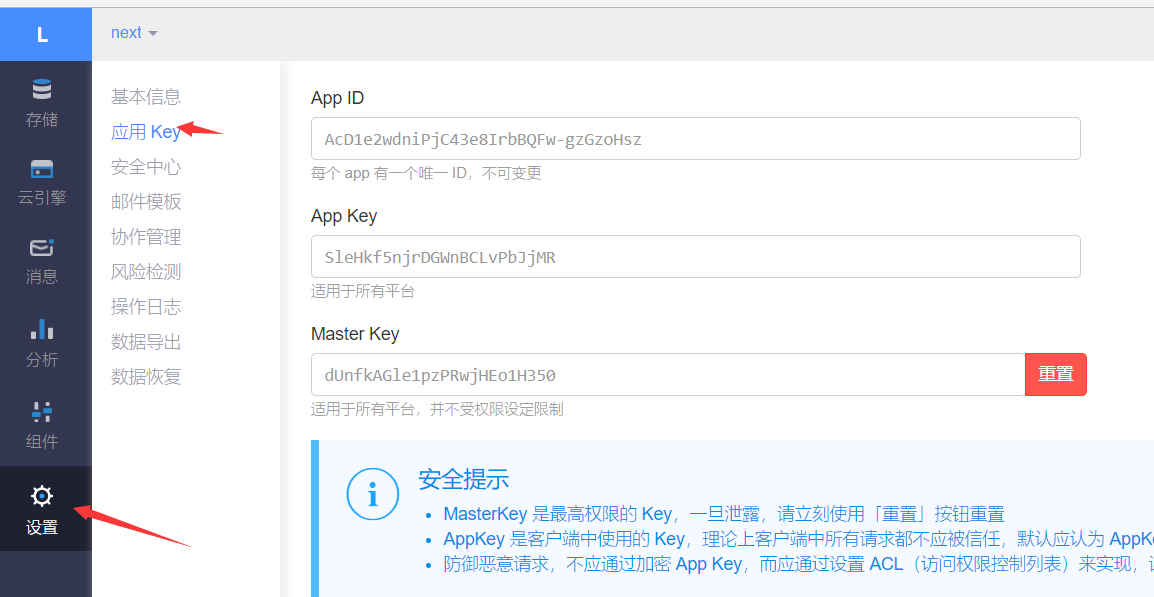 L
next
存储
云引擎
消息
分析
组件
设置
基本信息
应用 Key
安全中心
邮件模板
协作管理
风险检测
操作日志
数据导出
数据恢复
App ID
AcD1e2wdniPjC43e8IrbBQFw-gzGzoHsz
每个 app 有一个唯一 ID，不可变更
App Key
SleHkf5njrDGWnBCLvPbJjMR
适用于所有平台
Master Key
dUnfkAGle1pzPRwjHEo1H350
重置
适用于所有平台，并不受权限设定限制
安全提示
MasterKey 是最高权限的 Key，一旦泄露，请立刻使用「重置」按钮重置
AppKey 是客户端中使用的 Key，理论上客户端中所有请求都不应被信任，默认应认为 AppKe
防御恶意请求，不应通过加密 App Key，而应通过设置 ACL（访问权限控制列表）来实现，